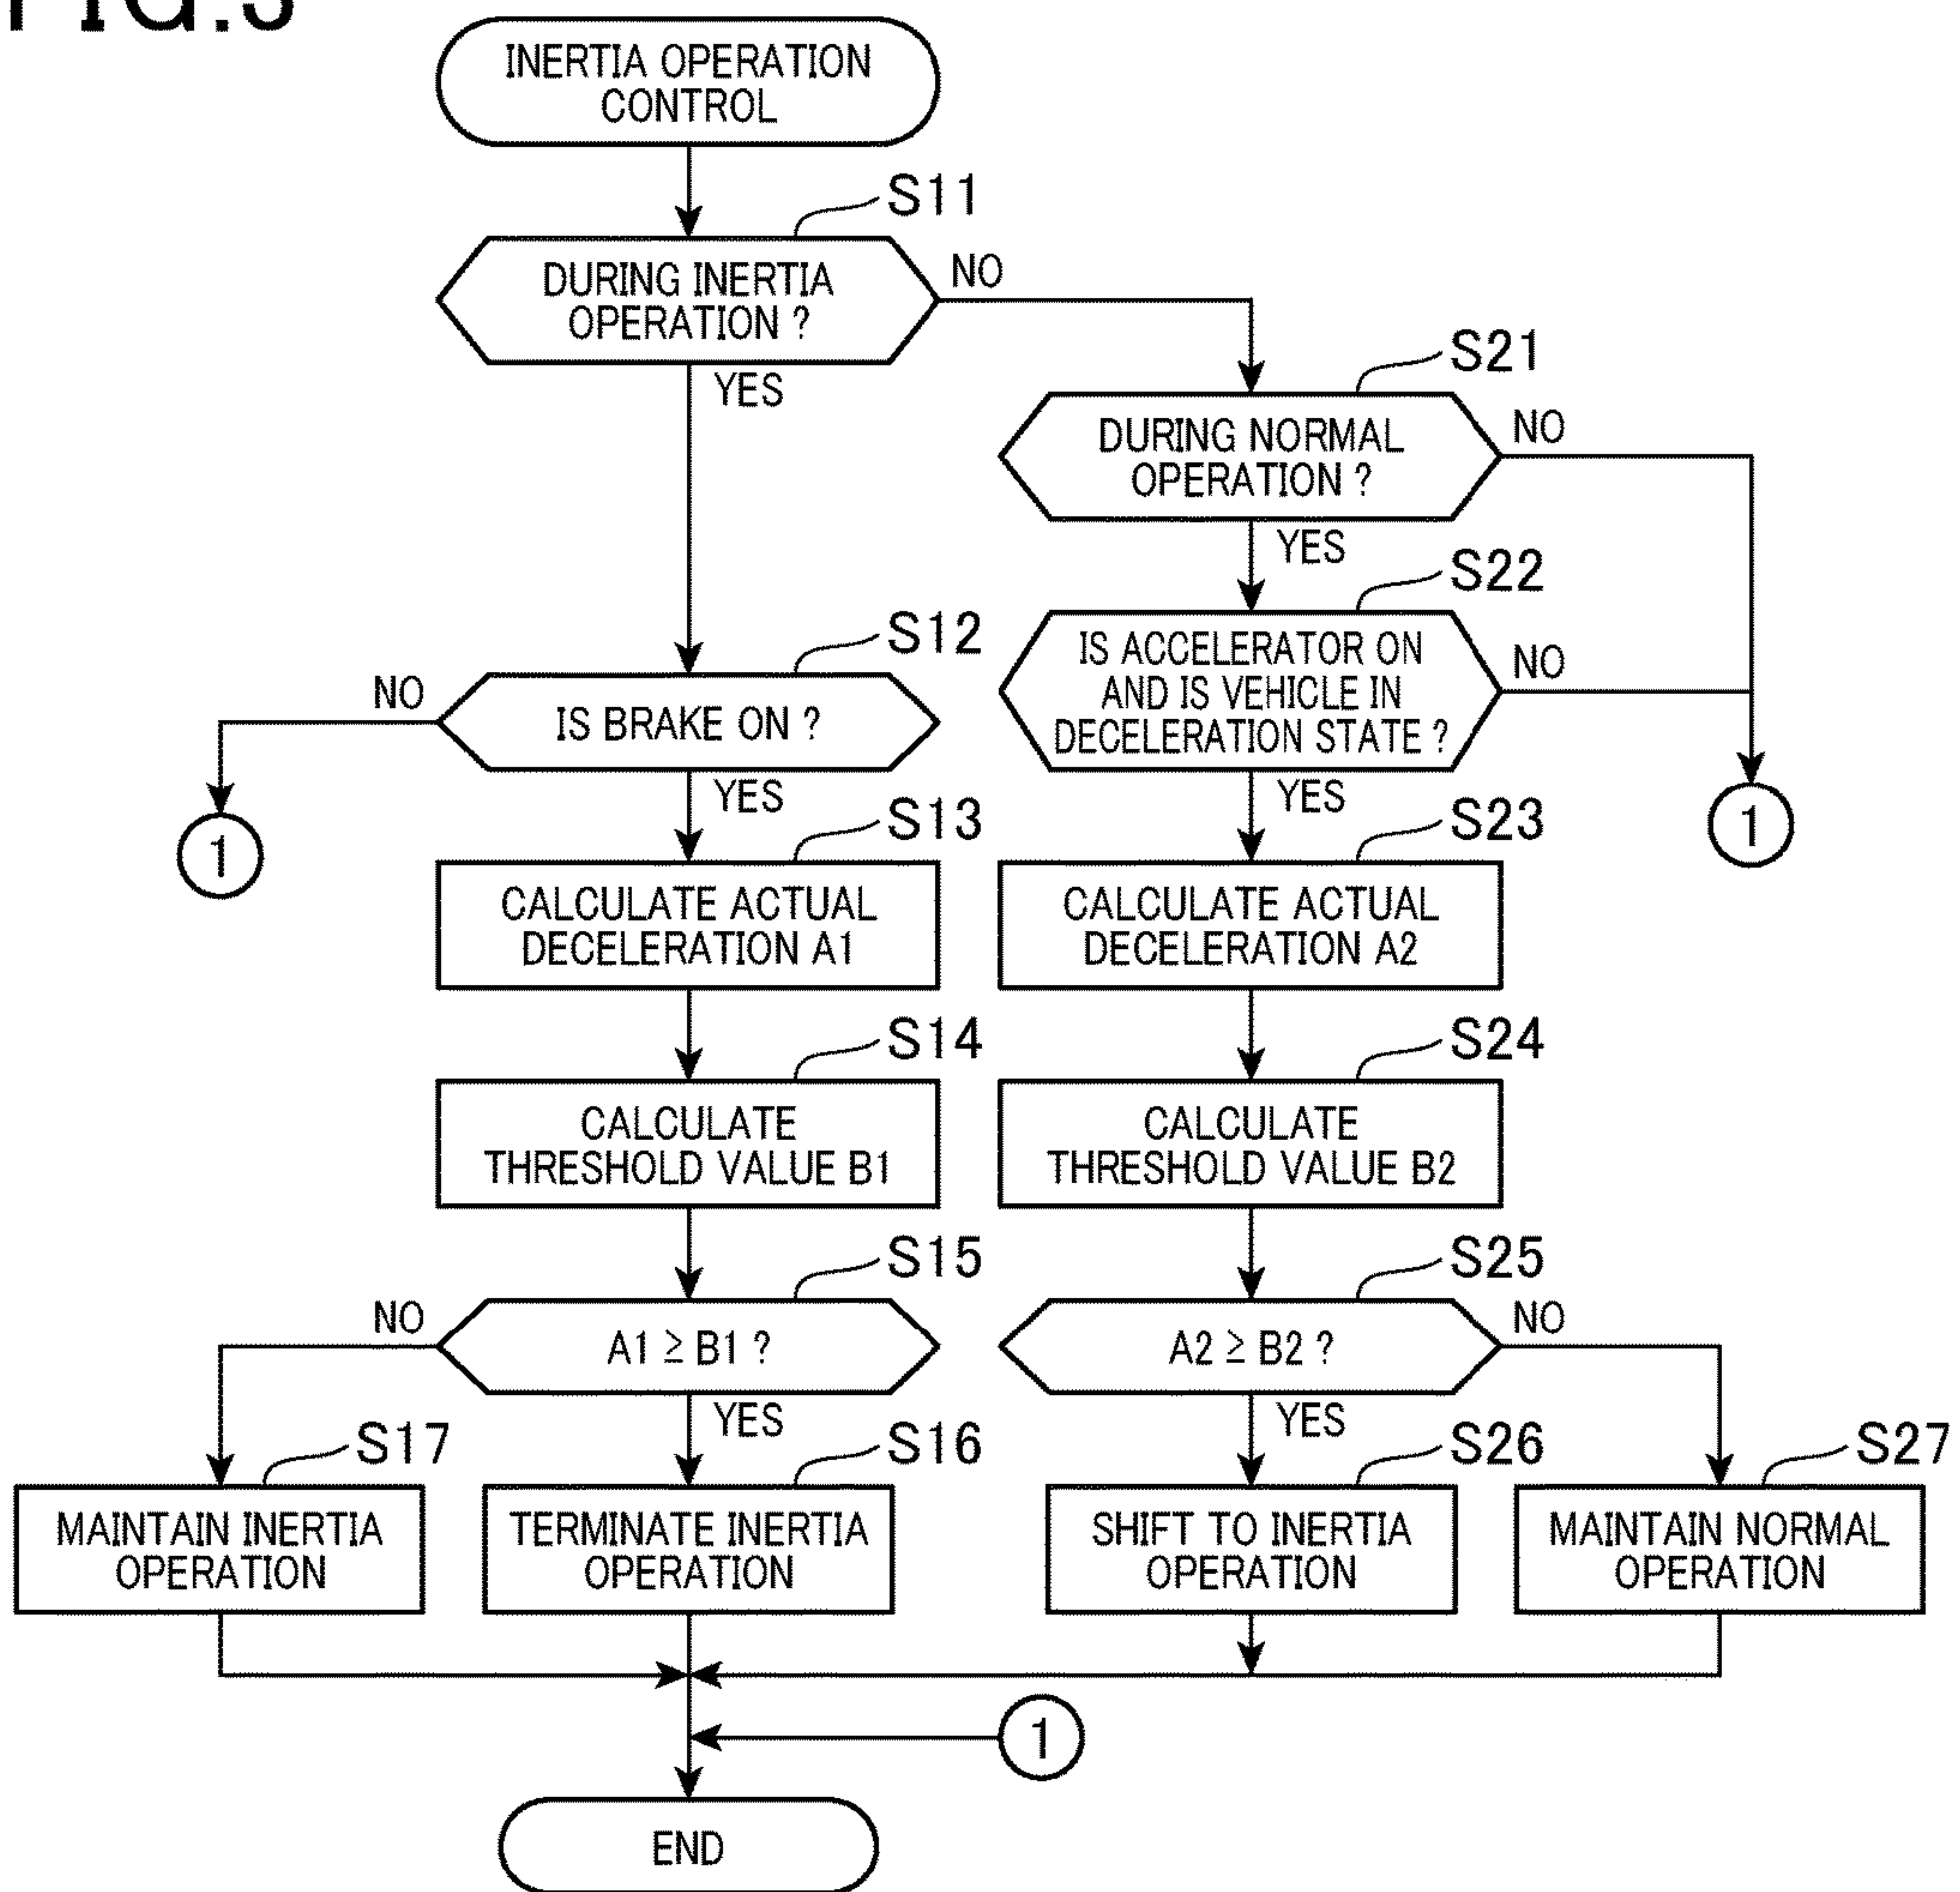 INERTIA OPERATION
CONTROL
S11
DURING INERTIA
OPERATION ?
NO
YES
S21
DURING NORMAL
OPERATION ?
NO
YES
S22
IS ACCELERATOR ON
AND IS VEHICLE IN
DECELERATION STATE ?
NO
YES
S12
IS BRAKE ON ?
NO
YES
1
1
S13
CALCULATE ACTUAL
DECELERATION A1
S23
CALCULATE ACTUAL
DECELERATION A2
S14
CALCULATE
THRESHOLD VALUE B1
S24
CALCULATE
THRESHOLD VALUE B2
S15
A1 ≧ B1 ?
NO
YES
S25
A2 ≧ B2 ?
NO
YES
S17
MAINTAIN INERTIA
OPERATION
S16
TERMINATE INERTIA
OPERATION
S26
SHIFT TO INERTIA
OPERATION
S27
MAINTAIN NORMAL
OPERATION
1
END